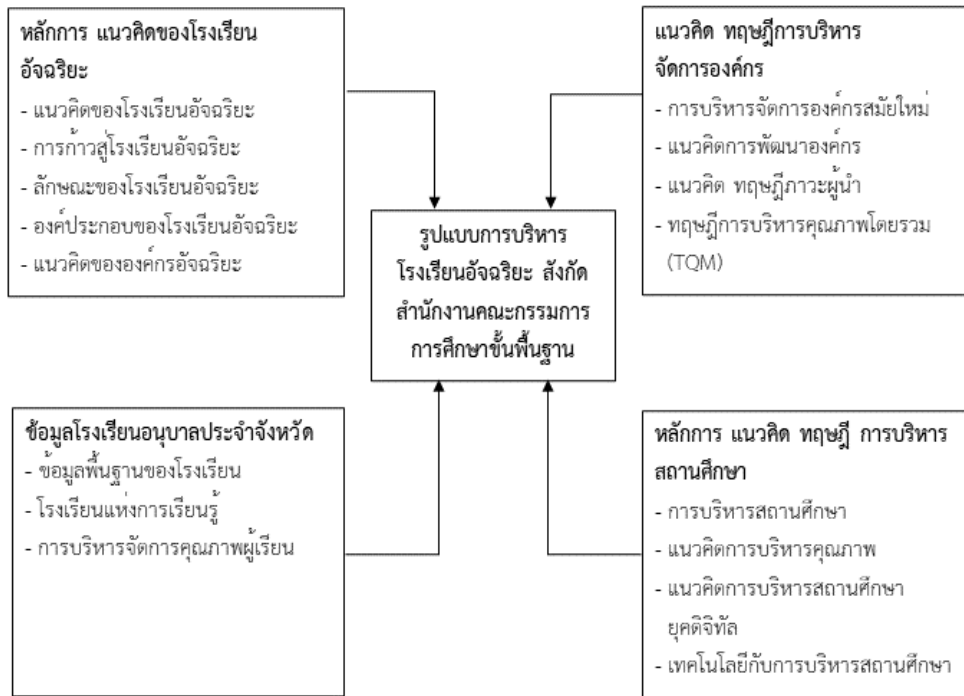 หลักการ แนวคิดของโรงเรียน
อัจฉริยะ
- แนวคิดของโรงเรียนอัจฉริยะ
- การก้าวสู่โรงเรียนอัจฉริยะ
- ลักษณะของโรงเรียนอัจฉริยะ
- องค์ประกอบของโรงเรียนอัจฉริยะ
- แนวคิดขององค์กรอัจฉริยะ
แนวคิด ทฤษฎีการบริหาร
จัดการองค์กร
- การบริหารจัดการองค์กรสมัยใหม่
- แนวคิดการพัฒนาองค์กร
- แนวคิด ทฤษฎีภาวะผู้นำ
- ทฤษฎีการบริหารคุณภาพโดยรวม
(TQM)
รูปแบบการบริหาร
โรงเรียนอัจฉริยะ สังกัด
สำนักงานคณะกรรมการ
การศึกษาขั้นพื้นฐาน
ข้อมูลโรงเรียนอนุบาลประจำจังหวัด
- ข้อมูลพื้นฐานของโรงเรียน
- โรงเรียนแห่งการเรียนรู้
- การบริหารจัดการคุณภาพผู้เรียน
หลักการ แนวคิด ทฤษฎี การบริหาร
สถานศึกษา
- การบริหารสถานศึกษา
- แนวคิดการบริหารคุณภาพ
- แนวคิดการบริหารสถานศึกษา
ยุคดิจิทัล
- เทคโนโลยีกับการบริหารสถานศึกษา